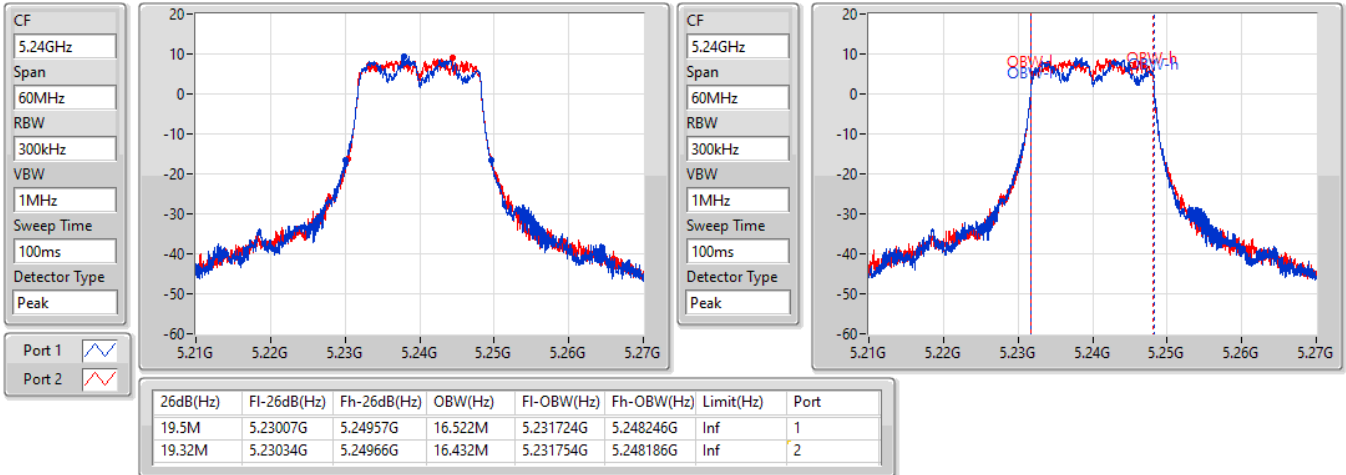 CF
5.24GHz
Span
60MHz
RBW
300kHz
VBW
1MHz
Sweep Time
100ms
Detector Type
Peak
20
10
0
-10
-20
-30
-40
-50
-60
5.21G 5.22G 5.23G 5.24G 5.25G 5.26G 5.27G
CF
5.24GHz
Span
60MHz
RBW
300kHz
VBW
1MHz
Sweep Time
100ms
Detector Type
Peak
20
10
0
-10
-20
-30
-40
-50
-60
OBW-h
OBW-h
5.21G 5.22G 5.23G 5.24G 5.25G 5.26G 5.27G
Port 1
Port 2
26dB(Hz) Fl-26dB(Hz) Fh-26dB(Hz) OBW(Hz) Fl-OBW(Hz) Fh-OBW(Hz) Limit(Hz) Port
19.5M 5.23007G 5.24957G 16.522M 5.231724G 5.248246G Inf 1
19.32M 5.23034G 5.24966G 16.432M 5.231754G 5.248186G Inf 2